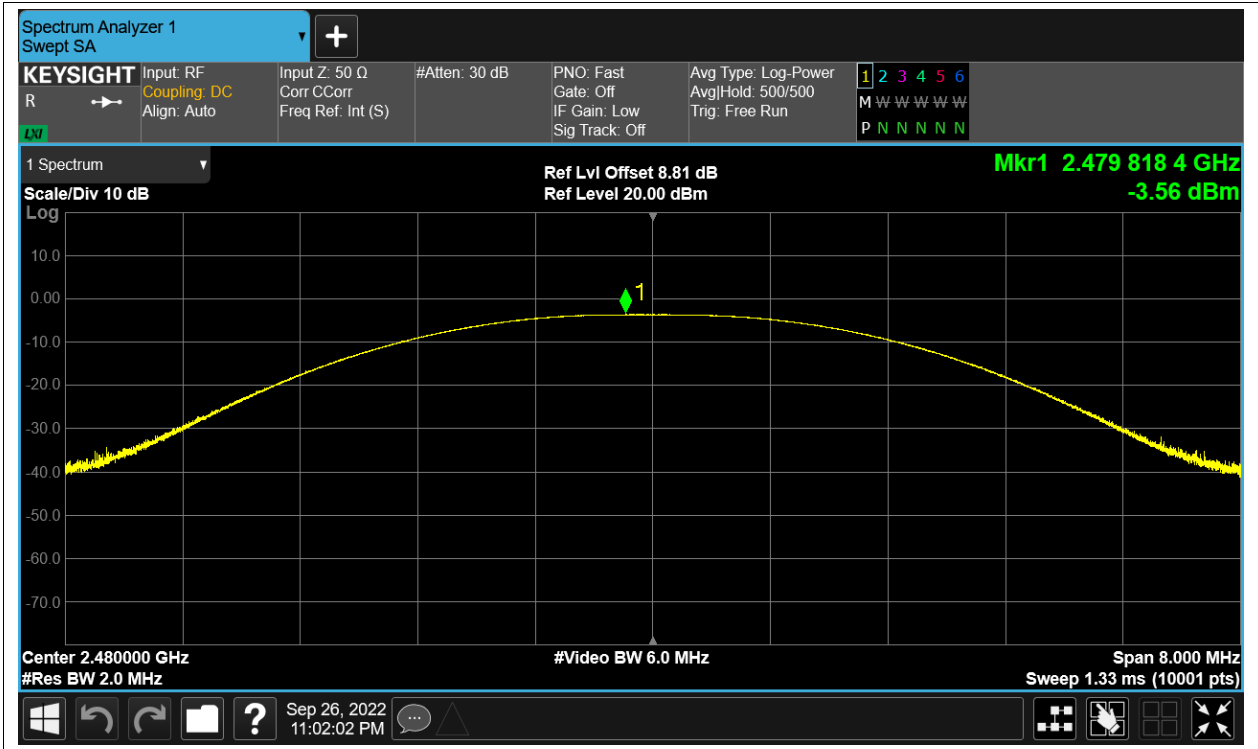 Spectrum Analyzer 1
Swept SA
KEYSIGHT
R
LXI
Input: RF
Coupling: DC
Align: Auto
Input Z: 50 Ω
Corr CCorr
Freq Ref: Int (S)
#Atten: 30 dB
PNO: Fast
Gate: Off
IF Gain: Low
Sig Track: Off
Avg Type: Log-Power
Avg|Hold: 500/500
Trig: Free Run
1 2 3 4 5 6
M W W W W W
P N N N N N
1 Spectrum
Scale/Div 10 dB
Log
Ref Lvl Offset 8.81 dB
Ref Level 20.00 dBm
Mkr1 2.479 818 4 GHz
-3.56 dBm
1
10.0
0.00
-10.0
-20.0
-30.0
-40.0
-50.0
-60.0
-70.0
Center 2.480000 GHz
#Res BW 2.0 MHz
#Video BW 6.0 MHz
Span 8.000 MHz
Sweep 1.33 ms (10001 pts)
?
Sep 26, 2022
11:02:02 PM